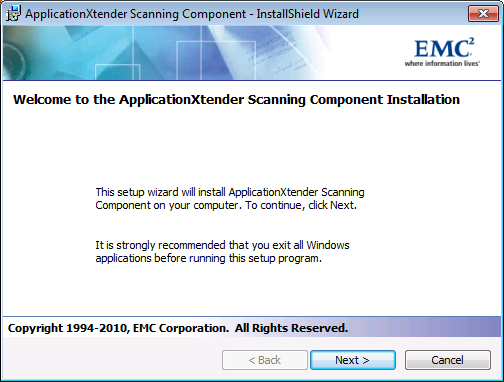 ApplicationXtender Scanning Component - InstallShield Wizard
EMC²
where information lives®
Welcome to the ApplicationXtender Scanning Component Installation
This setup wizard will install ApplicationXtender Scanning
Component on your computer. To continue, click Next.
It is strongly recommended that you exit all Windows
applications before running this setup program.
Copyright 1994-2010, EMC Corporation.  All Rights Reserved.
< Back
Next >
Cancel